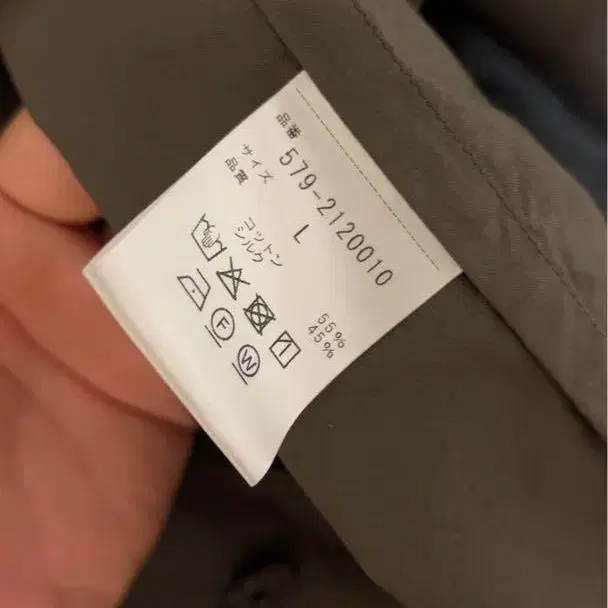 品番 579-2120010
サイズ L
品質
コットン 55%
シルク 45%
F
W